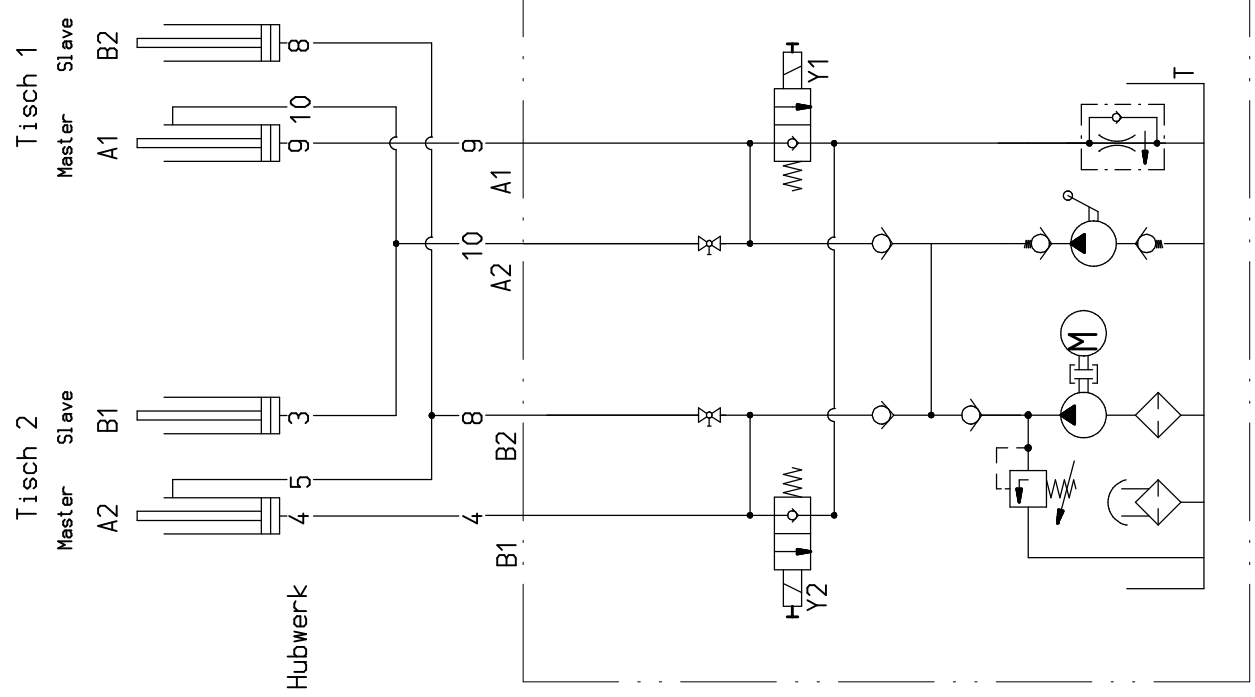 Tisch 1
Master
Slave
A1
B2
8
10
9
9
A1
10
A2
Y1
T
Tisch 2
Master
Slave
A2
B1
3
5
4
8
B2
4
B1
M
Y2
Hubwerk